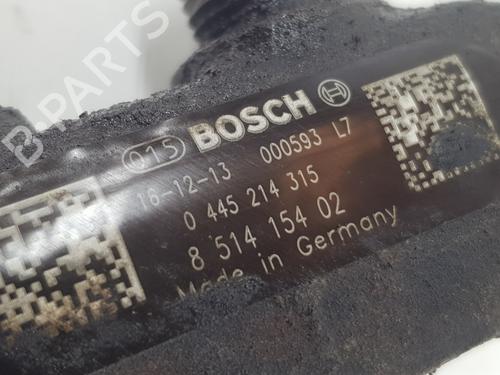 B-PARTS
015 BOSCH
16-12-13 000593 L7
0 445 214 315
8 514 154 02
Made in Germany